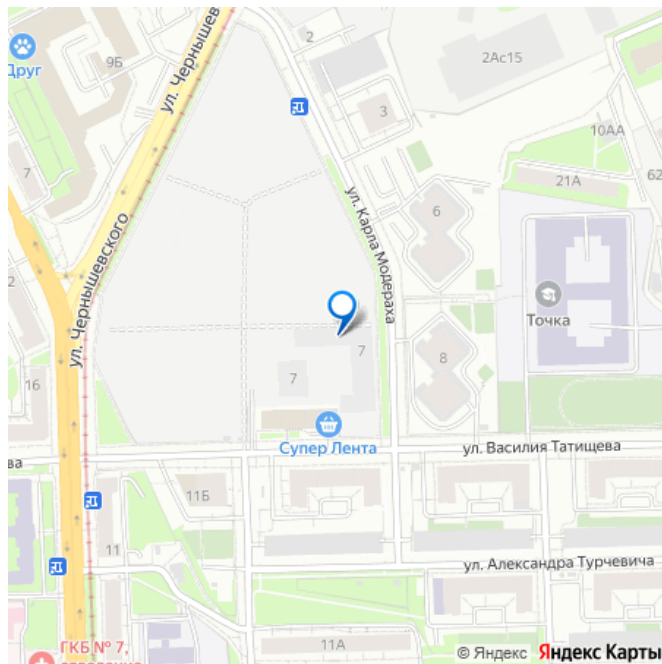 2
Друг
9Б
ул. Чернышев
2Ас15
3
10АА
7
21А
62
ул. Карла Модераха
6
ул. Чернышевского
2
Точка
7
8
16
7
Супер Лента
ул. Василия Татищева
ва
11Б
11
ул. Александра Турчевича
ГКБ № 7,
11А
© Яндекс Яндекс Карты